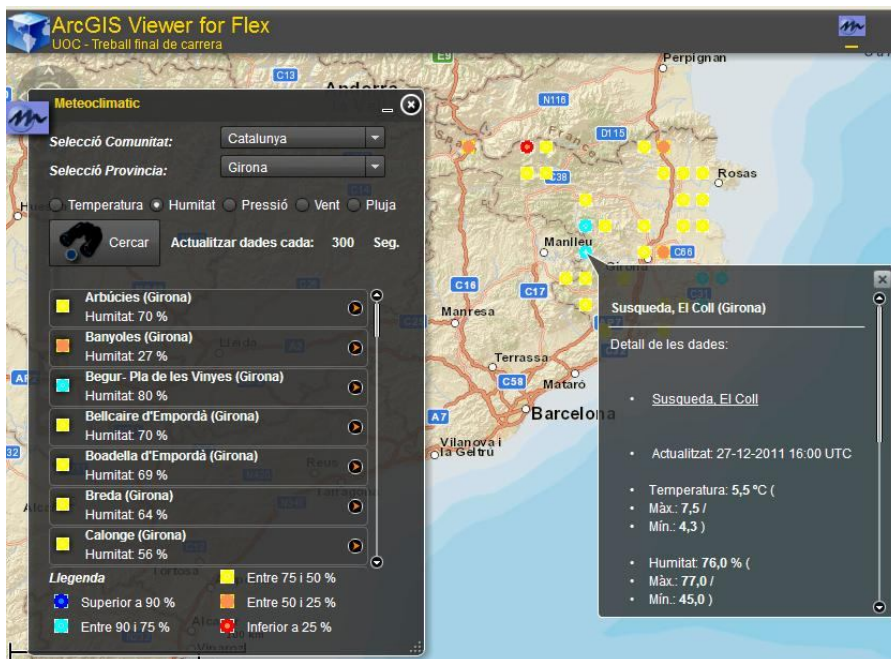 ArcGIS Viewer for Flex
UOC - Treball final de carrera
Meteoclimatic
Selecció Comunitat:
Catalunya
Selecció Provincia:
Girona
Temperatura
Humitat
Pressió
Vent
Pluja
Cercar
Actualitzar dades cada: 300 Seg.
Arbúcies (Girona)
Humitat: 70 %
Banyoles (Girona)
Humitat: 27 %
Begur- Pla de les Vinyes (Girona)
Humitat: 80 %
Bellcaire d'Empordà (Girona)
Humitat: 70 %
Boadella d'Empordà (Girona)
Humitat: 69 %
Breda (Girona)
Humitat: 64 %
Calonge (Girona)
Humitat: 56 %
Llegenda
Superior a 90 %
Entre 90 i 75 %
Entre 75 i 50 %
Entre 50 i 25 %
Inferior a 25 %
Perpignan
E9
C13
N116
D115
France
C38
Rosas
Manlleu
C66
Girona
C16
C17
C31
Manresa
Terrassa
C58
Mataró
A7
Barcelona
Vilanova i
la Geltrú
Susqueda, El Coll (Girona)
Detall de les dades:
• Susqueda, El Coll
• Actualitzat: 27-12-2011 16:00 UTC
• Temperatura: 5,5 ºC (
• Màx.: 7,5 /
• Mín.: 4,3 )
• Humitat: 76,0 % (
• Màx.: 77,0 /
• Mín.: 45,0 )